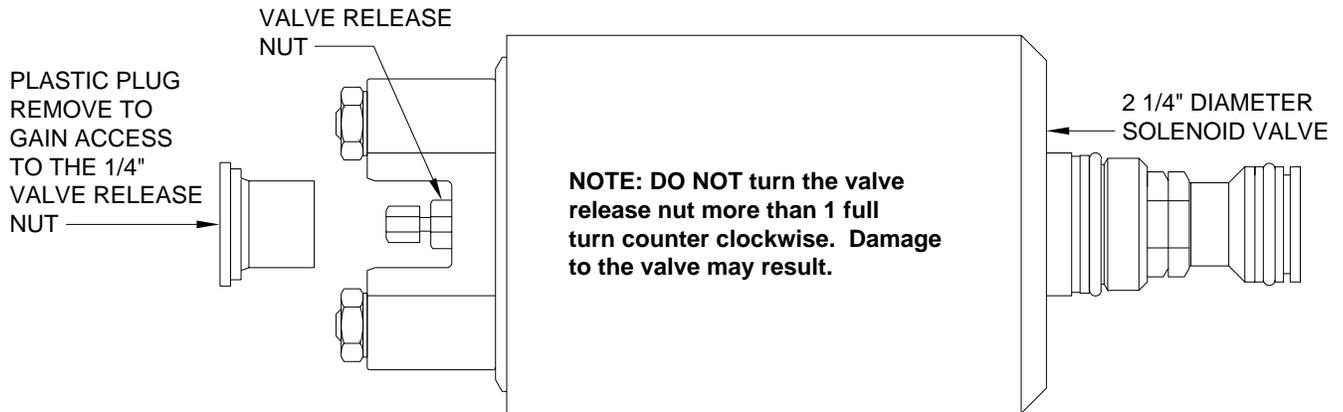 VALVE RELEASE
NUT
PLASTIC PLUG
REMOVE TO
GAIN ACCESS
TO THE 1/4"
VALVE RELEASE
NUT
2 1/4" DIAMETER
SOLENOID VALVE
NOTE: DO NOT turn the valve
release nut more than 1 full
turn counter clockwise.  Damage
to the valve may result.